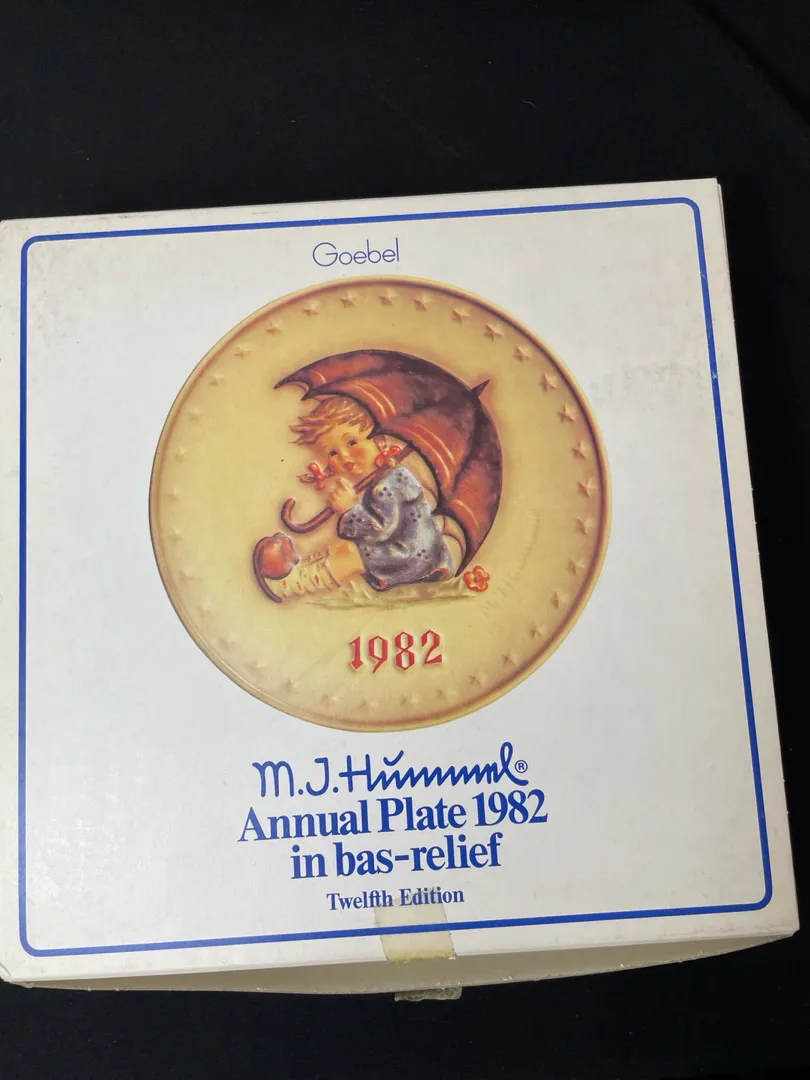 Goebel
1982
M.J.Hummel®
Annual Plate 1982
in bas-relief
Twelfth Edition